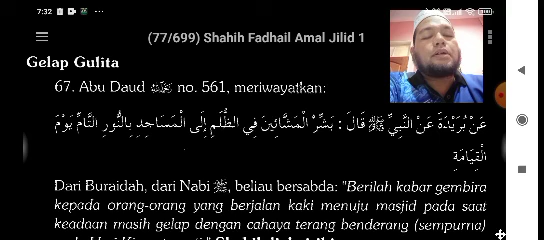 7:32
(77/699) Shahih Fadhail Amal Jilid 1
Gelap Gulita
67. Abu Daud no. 561, meriwayatkan:
عَنْ بُرَيْدَةَ عَنْ النَّبِيِّ ﷺ قَالَ : بَشِّرْ الْمَشَّائِينَ فِي الظُّلَمِ إِلَى الْمَسَاجِدِ بِالنُّورِ التَّامِّ يَوْمَ
الْقِيَامَةِ
Dari Buraidah, dari Nabi ﷺ, beliau bersabda: "Berilah kabar gembira
kepada orang-orang yang berjalan kaki menuju masjid pada saat
keadaan masih gelap dengan cahaya terang benderang (sempurna)